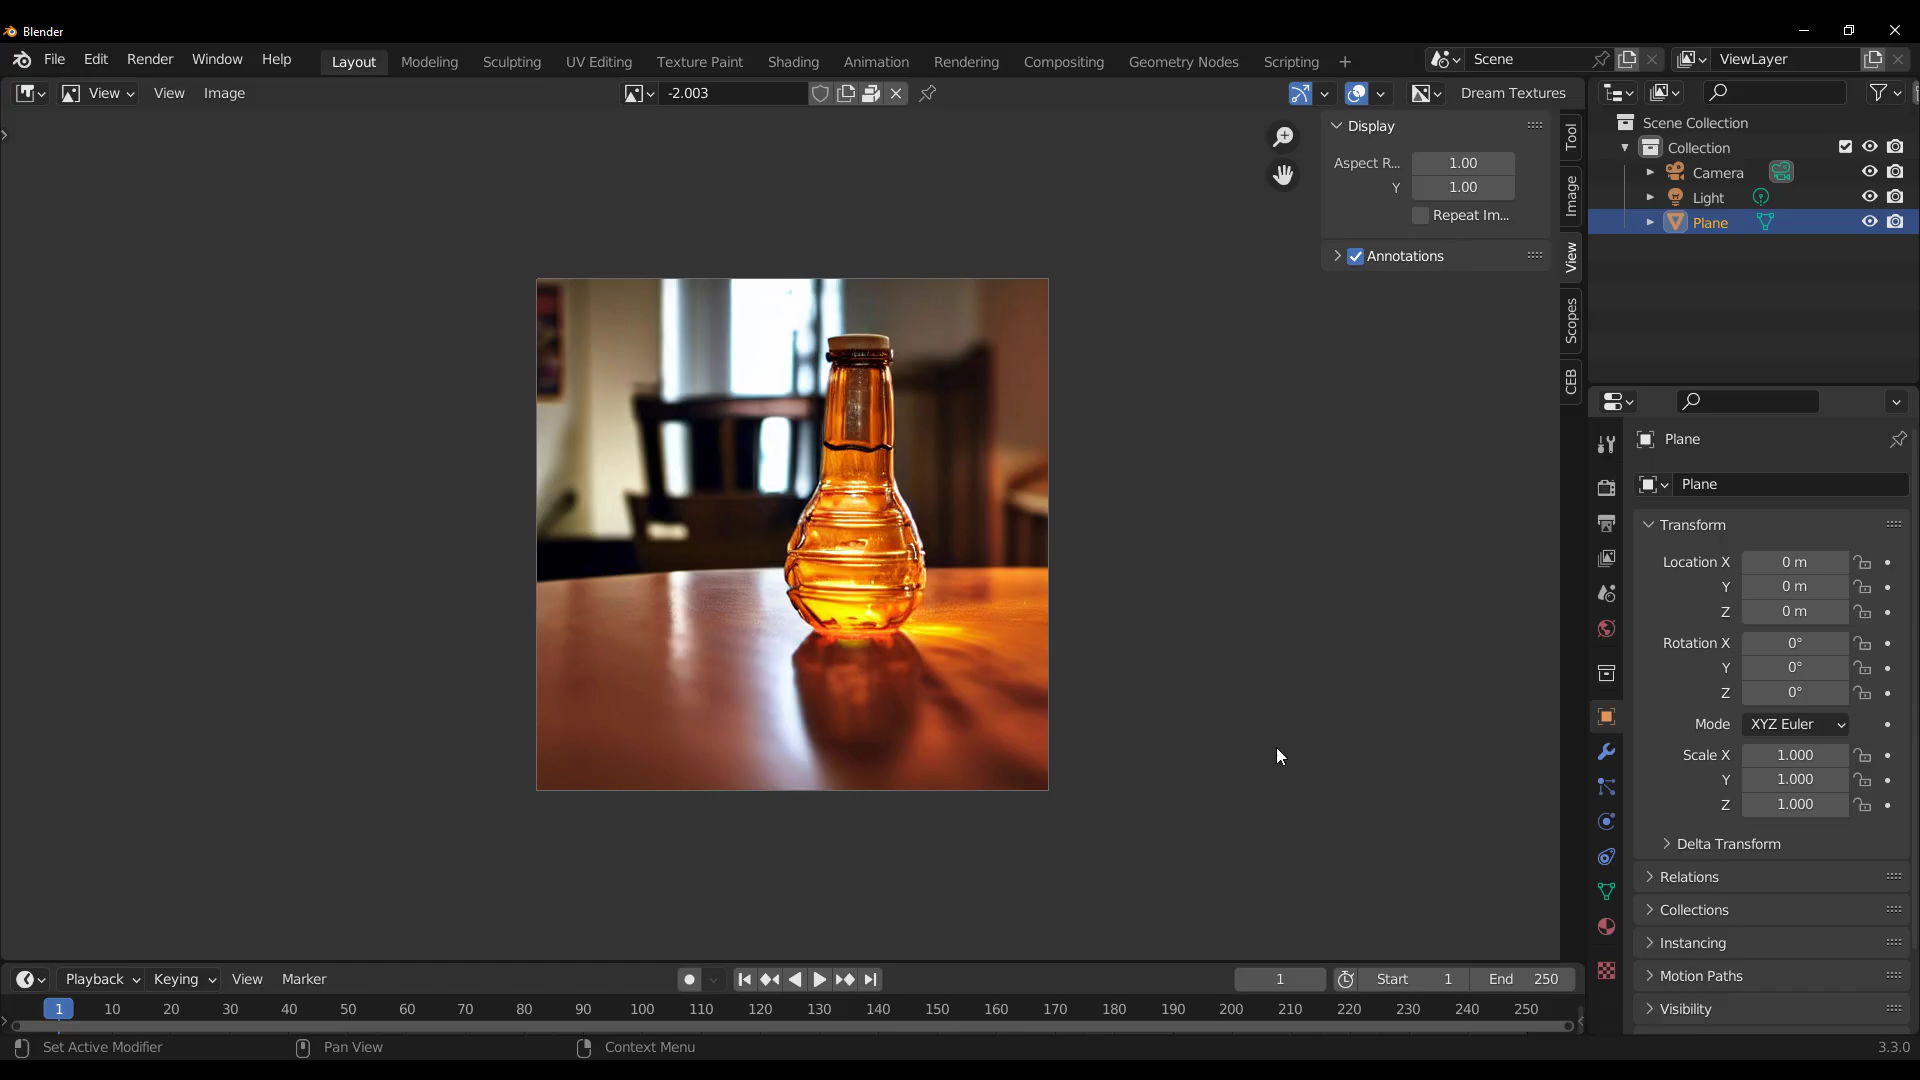 Blender
File Edit Render Window Help Layout Modeling Sculpting UV Editing Texture Paint Shading Animation Rendering Compositing Geometry Nodes Scripting + Scene ViewLayer
View View Image -2.003 Dream Textures
Display
Aspect R... 1.00
Y 1.00
Repeat Im...
Annotations
Tool
Image
View
Scopes
CEB
Scene Collection
Collection
Camera
Light
Plane
Plane
Plane
Transform
Location X 0 m
Y 0 m
Z 0 m
Rotation X 0°
Y 0°
Z 0°
Mode XYZ Euler
Scale X 1.000
Y 1.000
Z 1.000
Delta Transform
Relations
Collections
Instancing
Motion Paths
Visibility
Playback Keying View Marker 1 Start 1 End 250
1 10 20 30 40 50 60 70 80 90 100 110 120 130 140 150 160 170 180 190 200 210 220 230 240 250
Set Active Modifier Pan View Context Menu 3.3.0